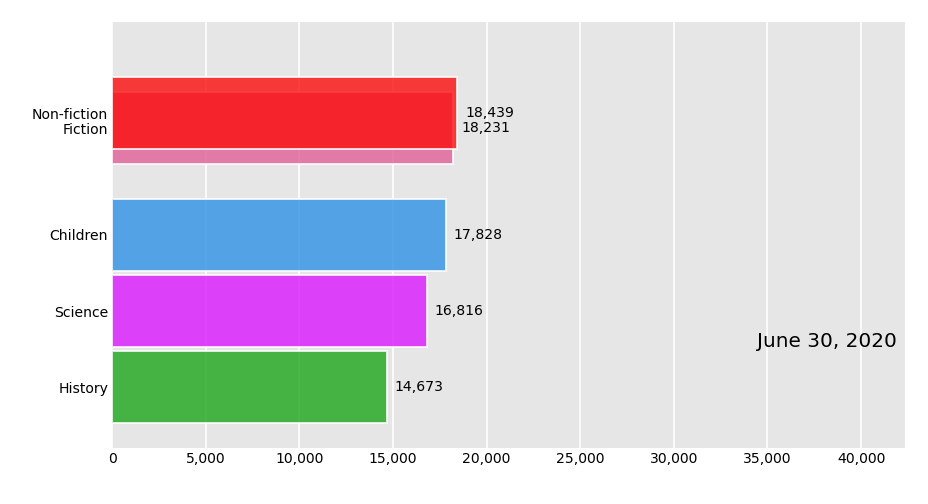 Non-fiction 18,439
Fiction 18,231
Children 17,828
Science 16,816
June 30, 2020
History 14,673
0 5,000 10,000 15,000 20,000 25,000 30,000 35,000 40,000